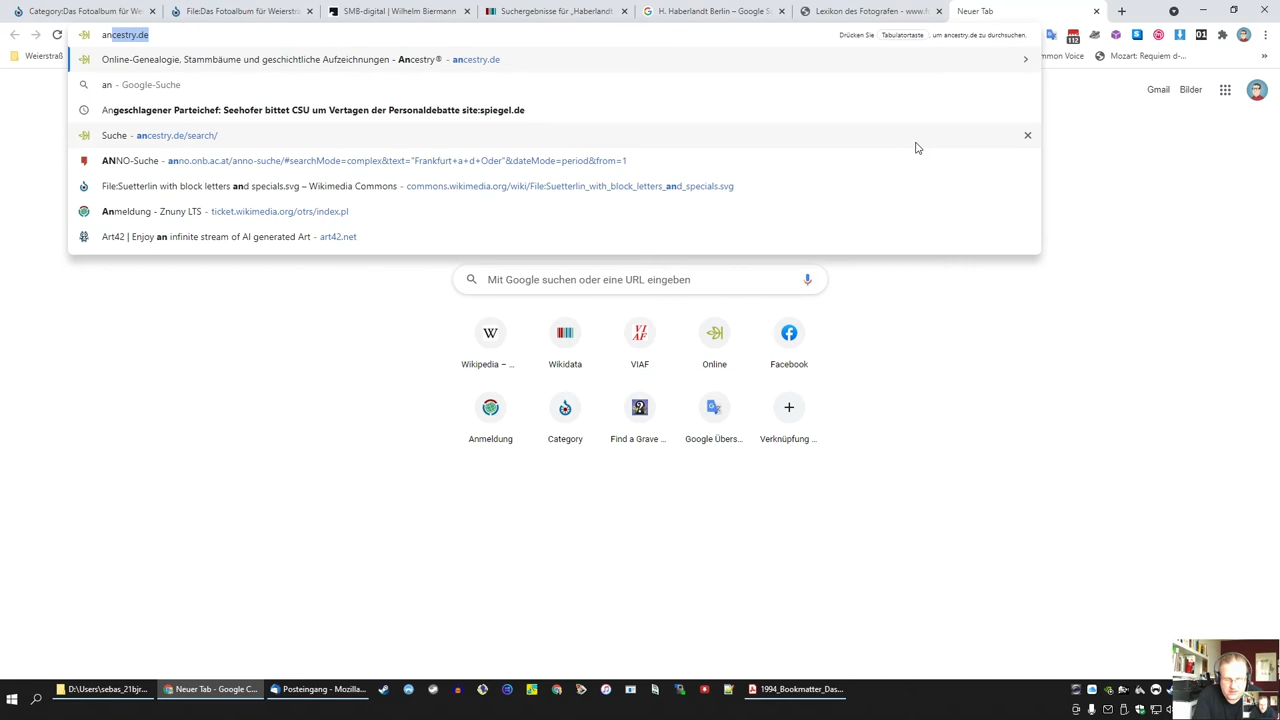 Category:Das Fotoalbum für We
File:Das Fotoalbum für Weierstr
SMB-digital | Wilhelm Biermann
Suchergebnisse für „Haberlandt
H. Haberlandt Berlin – Google S
Lexikon des Fotografen - www.f
Neuer Tab
ancestry.de
Drücken Sie Tabulatortaste , um ancestry.de zu durchsuchen.
112
01
Weierstraß
mmon Voice
Mozart: Requiem d-...
»
Online-Genealogie, Stammbäume und geschichtliche Aufzeichnungen - Ancestry® - ancestry.de
an - Google-Suche
Gmail
Bilder
Angeschlagener Parteichef: Seehofer bittet CSU um Vertagen der Personaldebatte site:spiegel.de
Suche - ancestry.de/search/
ANNO-Suche - anno.onb.ac.at/anno-suche/#searchMode=complex&text="Frankfurt+a+d+Oder"&dateMode=period&from=1
File:Suetterlin with block letters and specials.svg – Wikimedia Commons - commons.wikimedia.org/wiki/File:Suetterlin_with_block_letters_and_specials.svg
Anmeldung - Znuny LTS - ticket.wikimedia.org/otrs/index.pl
Art42 | Enjoy an infinite stream of AI generated Art - art42.net
Mit Google suchen oder eine URL eingeben
W
VI
AF
Wikipedia – ...
Wikidata
VIAF
Online
Facebook
Anmeldung
Category
Find a Grave ...
Google Übers...
Verknüpfung ...
D:\Users\sebas_21bjr...
Neuer Tab - Google C...
Posteingang - Mozilla...
1994_Bookmatter_Das...